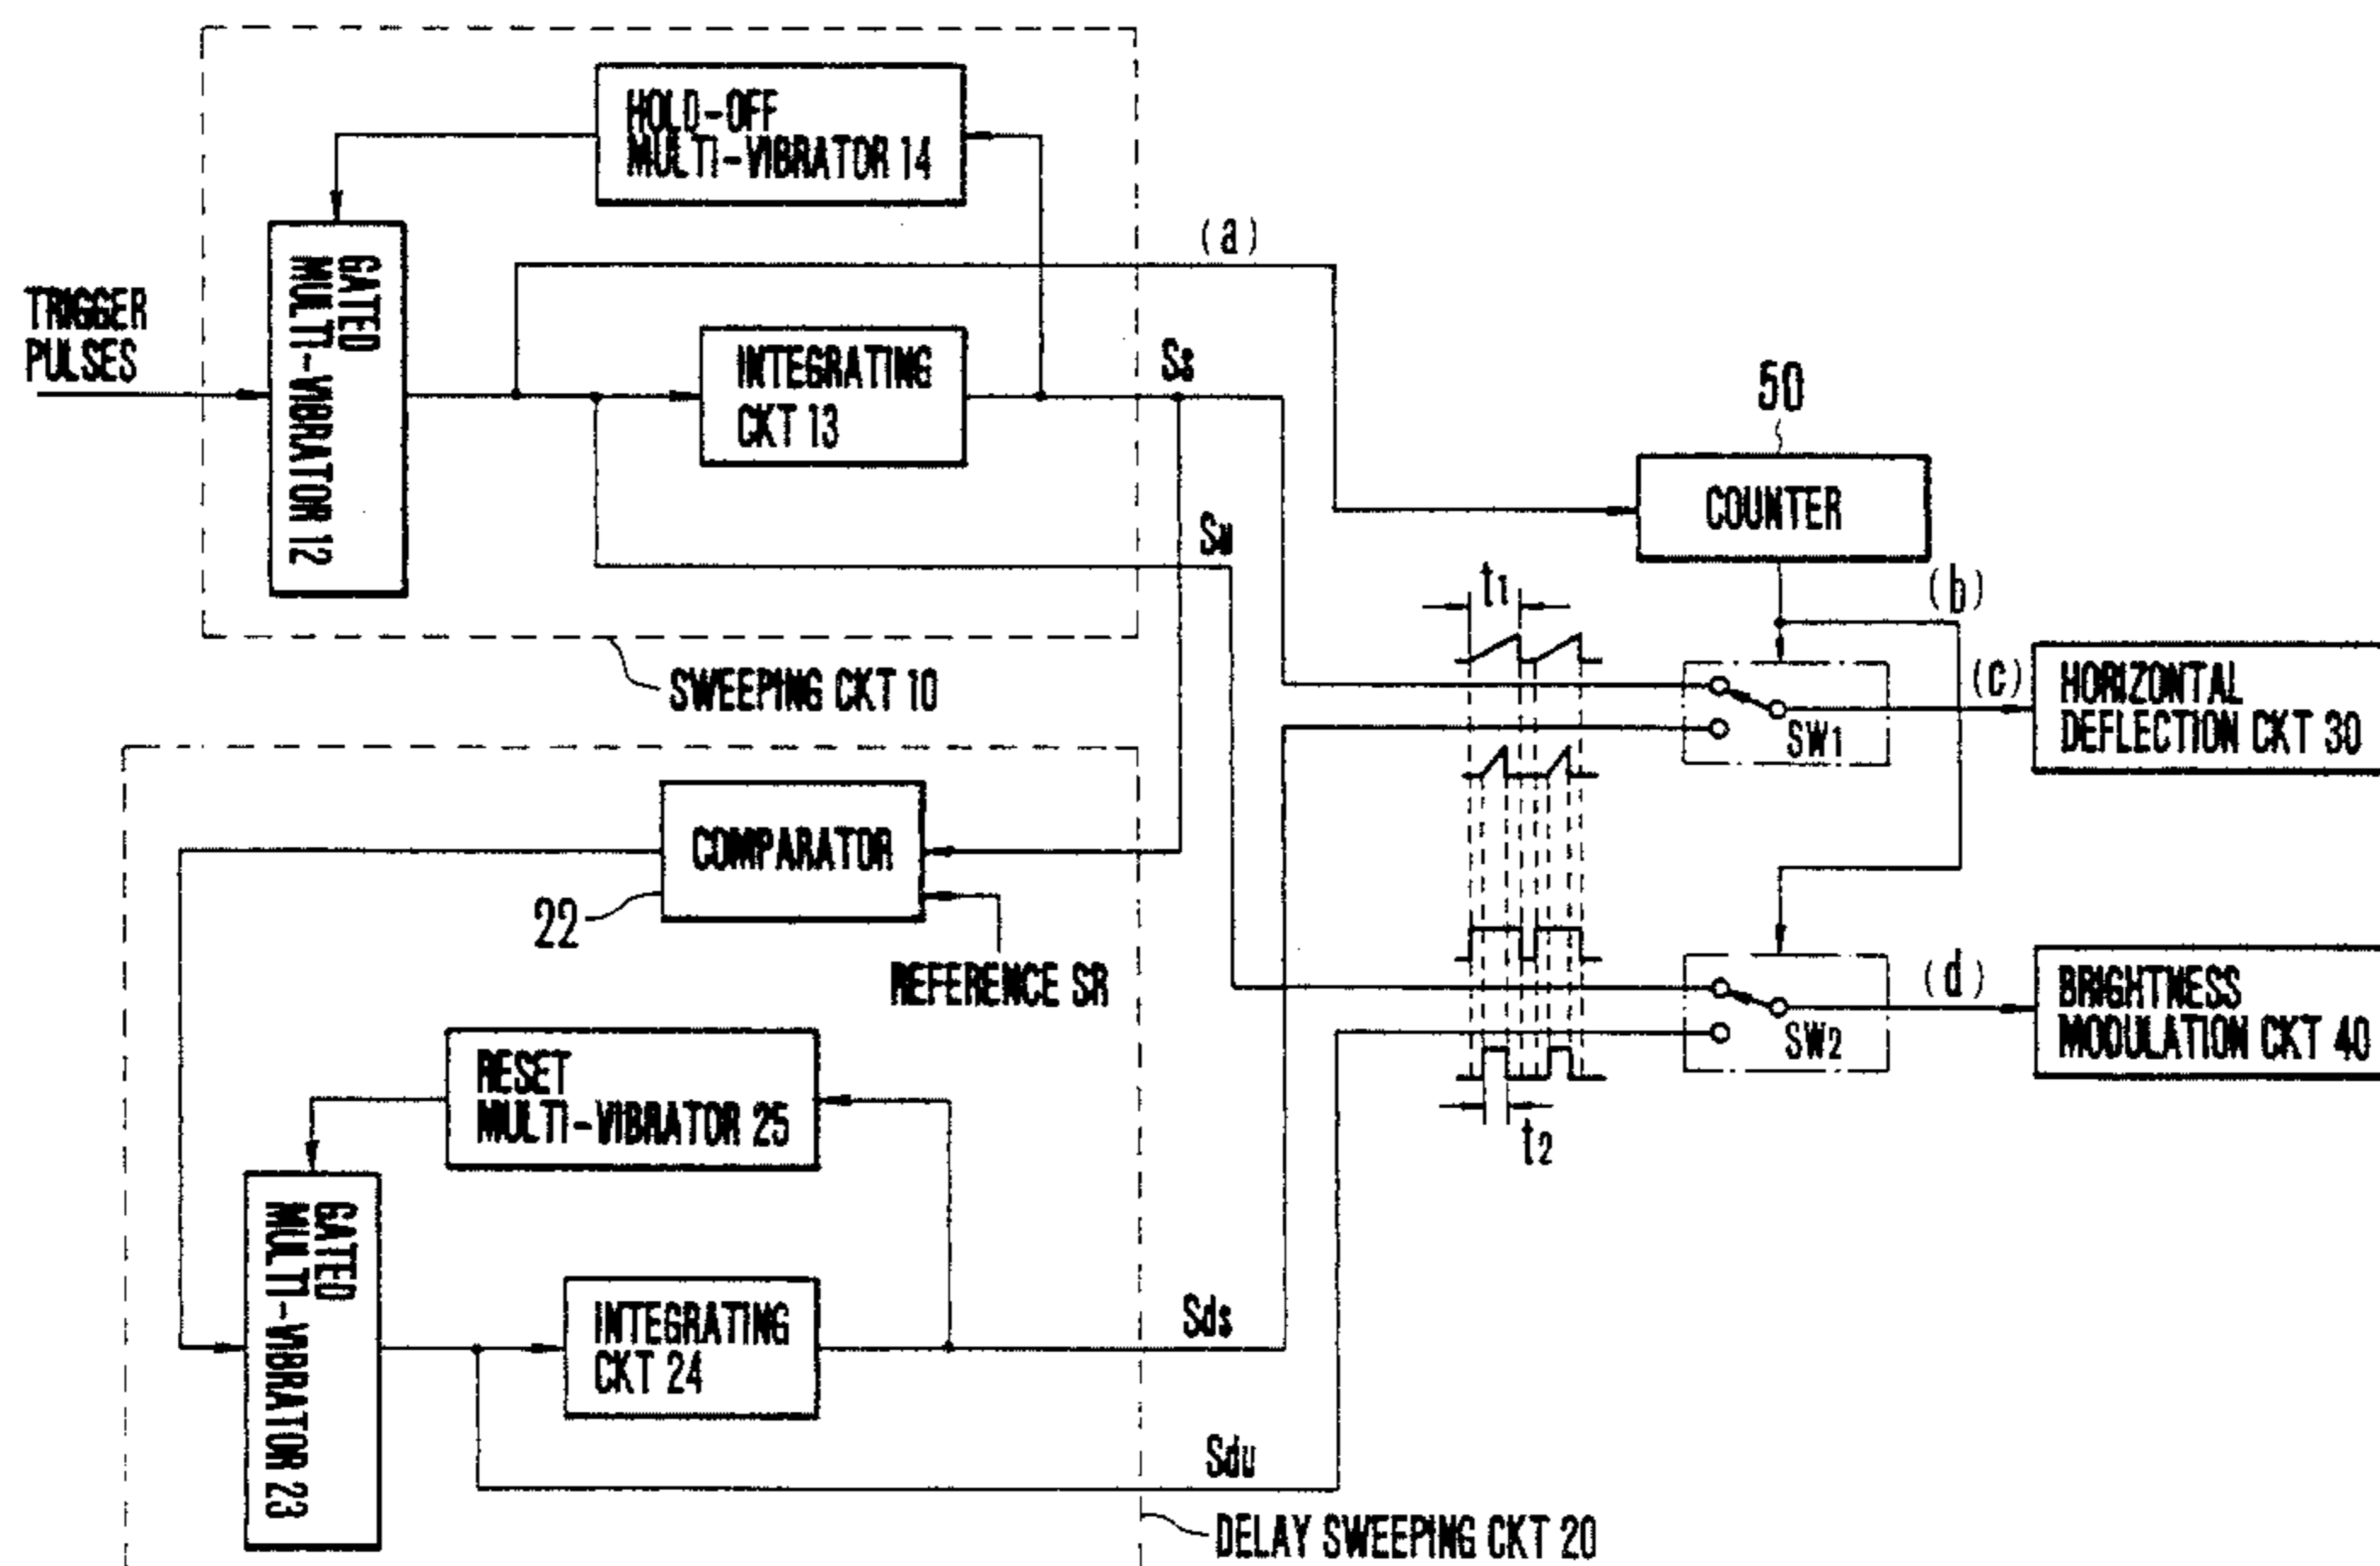 HOLD-OFF
MULTI-VIBRATOR 14
(a)
GATED
MULTI-VIBRATOR 12
TRIGGER
PULSES
INTEGRATING
CKT 13
Ss
50
COUNTER
Su
t1
(b)
SWEEPING CKT 10
SW1
(c)
HORIZONTAL
DEFLECTION CKT 30
COMPARATOR
22
REFERENCE SR
SW2
(d)
BRIGHTNESS
MODULATION CKT 40
RESET
MULTI-VIBRATOR 25
t2
GATED
MULTI-VIBRATOR 23
INTEGRATING
CKT 24
Sds
Sdu
DELAY SWEEPING CKT 20